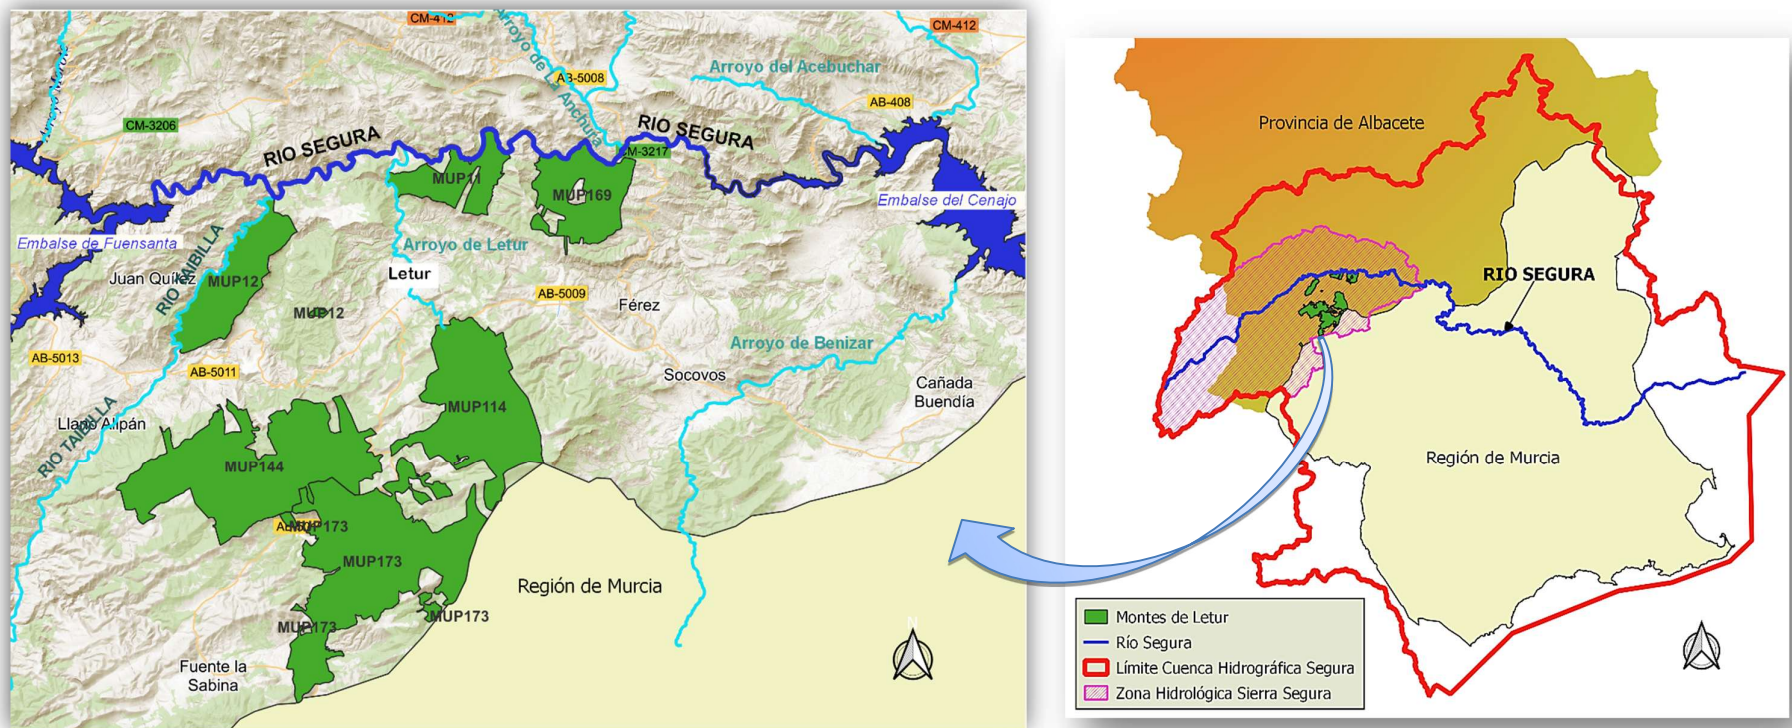 CM-412
CM-412
Arroyo de La Anchura
AB-5008
Arroyo del Acebuchar
AB-408
CM-3206
RIO SEGURA
RIO SEGURA
CM-3217
MUP11
MUP169
Embalse del Cenajo
Embalse de Fuensanta
RIO TAIBILLA
Arroyo de Letur
Letur
Juan Quílez
MUP12
MUP12
AB-5009
Férez
Arroyo de Benizar
AB-5013
AB-5011
Socovos
Cañada
Buendía
MUP114
Llano Alipán
RIO TAIBILLA
MUP144
MUP173
MUP173
MUP173
MUP173
Región de Murcia
Fuente la
Sabina
N
Provincia de Albacete
RIO SEGURA
Región de Murcia
Montes de Letur
Río Segura
Límite Cuenca Hidrográfica Segura
Zona Hidrológica Sierra Segura